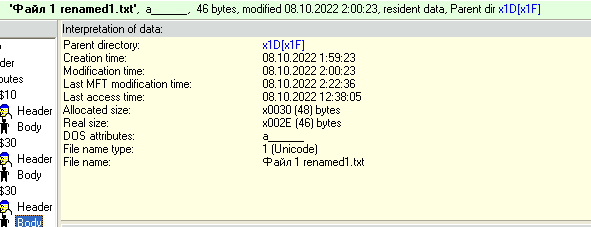 "Файл 1 renamed1.txt", a______, 46 bytes, modified 08.10.2022 2:00:23, resident data, Parent dir x1D[x1F]
Interpretation of data:
Parent directory: x1D[x1F]
Creation time: 08.10.2022 1:59:23
Modification time: 08.10.2022 2:00:23
Last MFT modification time: 08.10.2022 2:22:36
Last access time: 08.10.2022 12:38:05
Allocated size: x0030 (48) bytes
Real size: x002E (46) bytes
DOS attributes: a______
File name type: 1 (Unicode)
File name: Файл 1 renamed1.txt
der
butes
$10
Header
Body
$30
Header
Body
$30
Header
Body